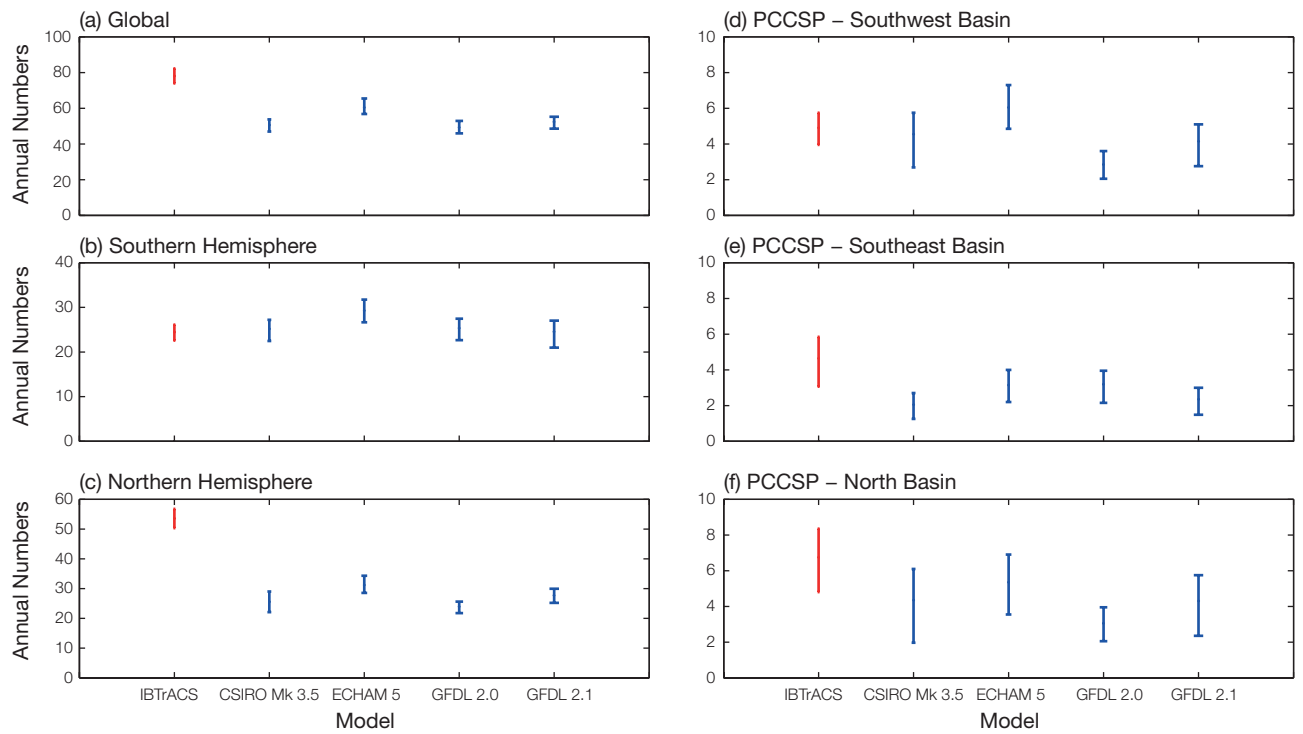 (a) Global
Annual Numbers
100
80
60
40
20
0
(b) Southern Hemisphere
Annual Numbers
40
30
20
10
0
(c) Northern Hemisphere
Annual Numbers
60
50
40
30
20
10
0
IBTrACS CSIRO Mk 3.5 ECHAM 5 GFDL 2.0 GFDL 2.1
Model
(d) PCCSP – Southwest Basin
10
8
6
4
2
0
(e) PCCSP – Southeast Basin
10
8
6
4
2
0
(f) PCCSP – North Basin
10
8
6
4
2
0
IBTrACS CSIRO Mk 3.5 ECHAM 5 GFDL 2.0 GFDL 2.1
Model